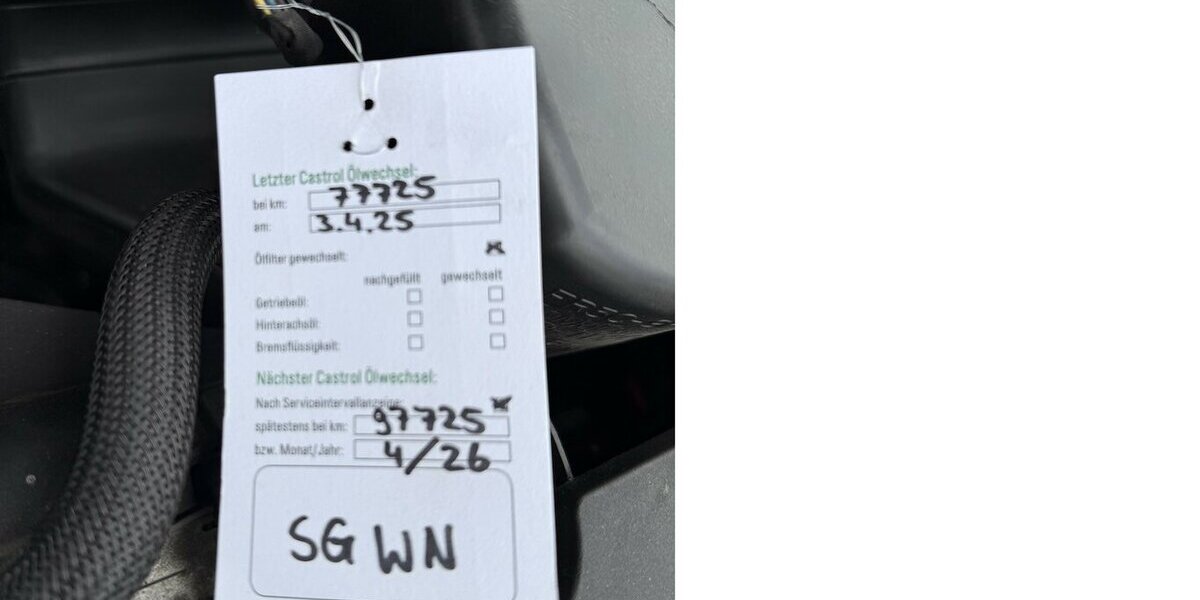 Letzter Castrol Ölwechsel:
bei km: 77725
am: 3.4.25
Ölfilter gewechselt:
nachgefüllt gewechselt
Getriebeöl:
Hinterachsöl:
Bremsflüssigkeit:
Nächster Castrol Ölwechsel:
Nach Serviceintervallanzeige:
spätestens bei km: 97725
bzw. Monat/Jahr: 4/26
SG WN